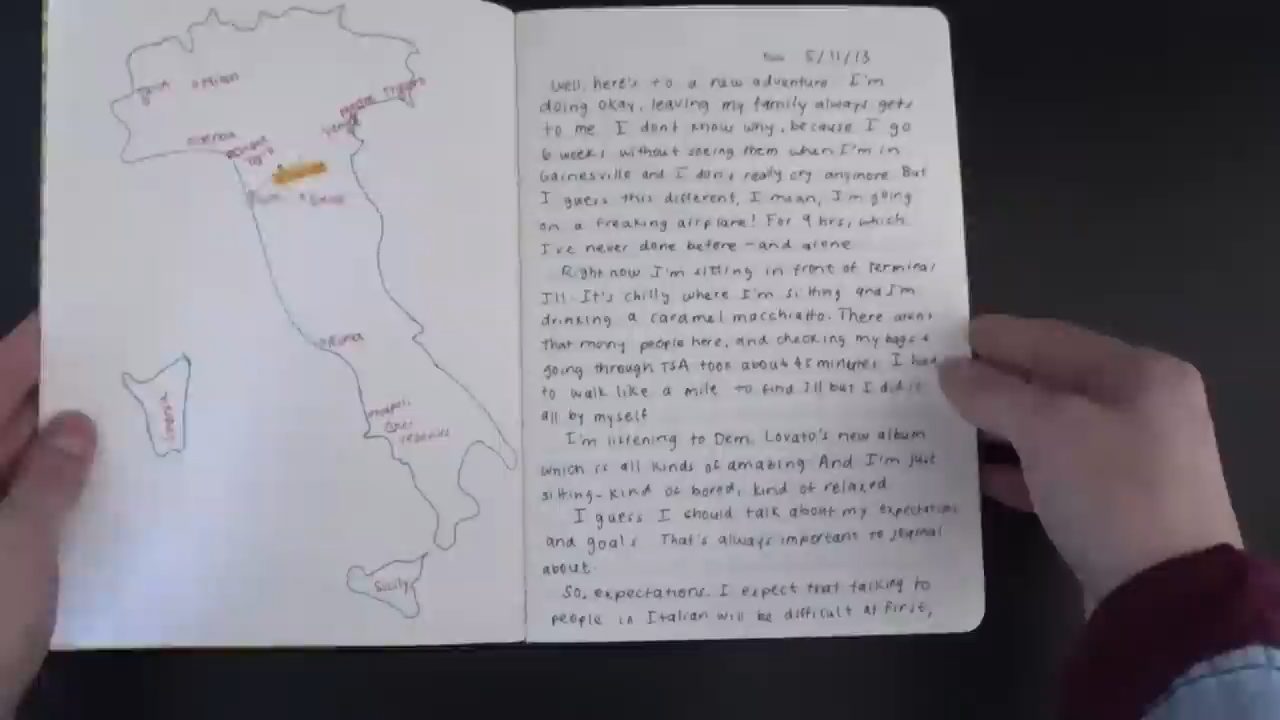 Milan
Venice
Roma
Napoli
Sicily
5/11/13
Well, here's to a new adventure. I'm
doing okay, leaving my family always gets
to me. I don't know why, because I go
6 weeks without seeing them when I'm in
Gainesville and I don't really cry anymore. But
I guess this different, I mean, I'm going
on a freaking airplane! For 9 hrs, which
I've never done before - and alone
Right now I'm sitting in front of Terminal
J11. It's chilly where I'm sitting and I'm
drinking a caramel macchiatto. There aren't
that many people here, and checking my bags +
going through TSA took about 45 minutes. I had
to walk like a mile to find J11 but I did it
all by myself
I'm listening to Demi Lovato's new album
which is all kinds of amazing. And I'm just
sitting - kind of bored, kind of relaxed
I guess I should talk about my expectations
and goals. That's always important to journal
about.
So, expectations. I expect that talking to
people in Italian will be difficult at first,